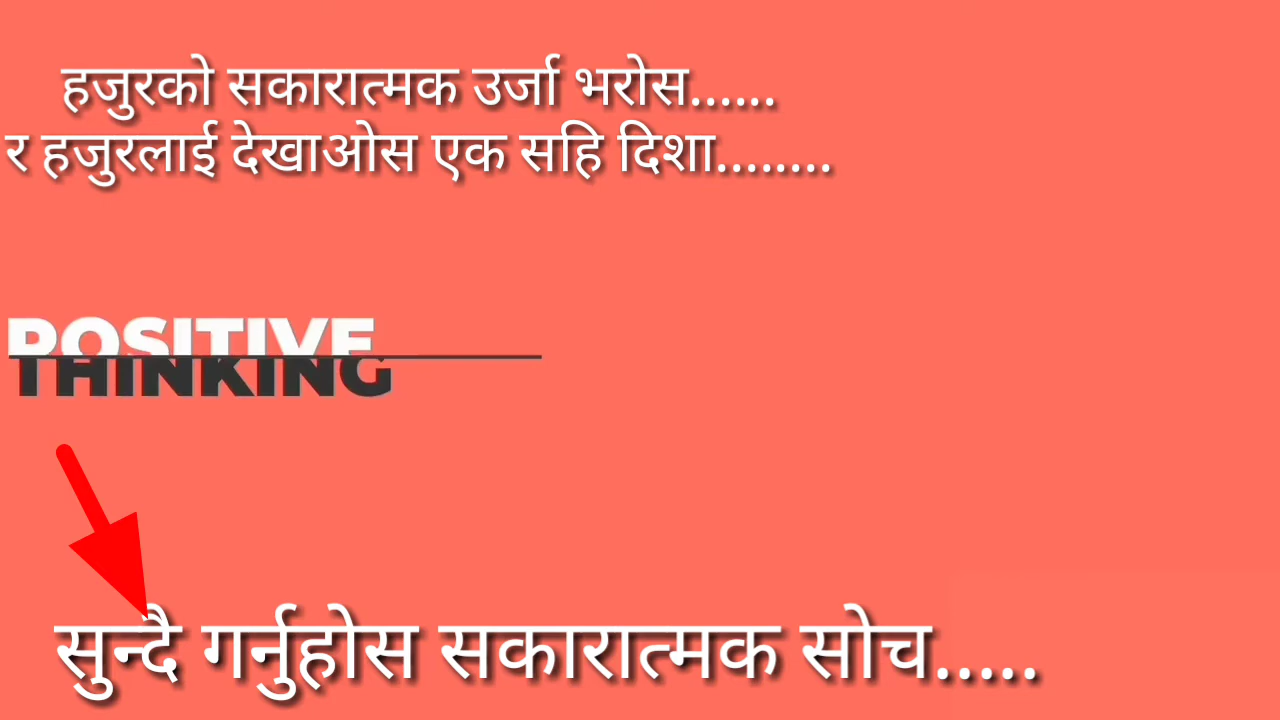 हजुरको सकारात्मक उर्जा भरोस......
र हजुरलाई देखाओस एक सहि दिशा........
POSITIVE
THINKING
सुन्दै गर्नुहोस सकारात्मक सोच.....